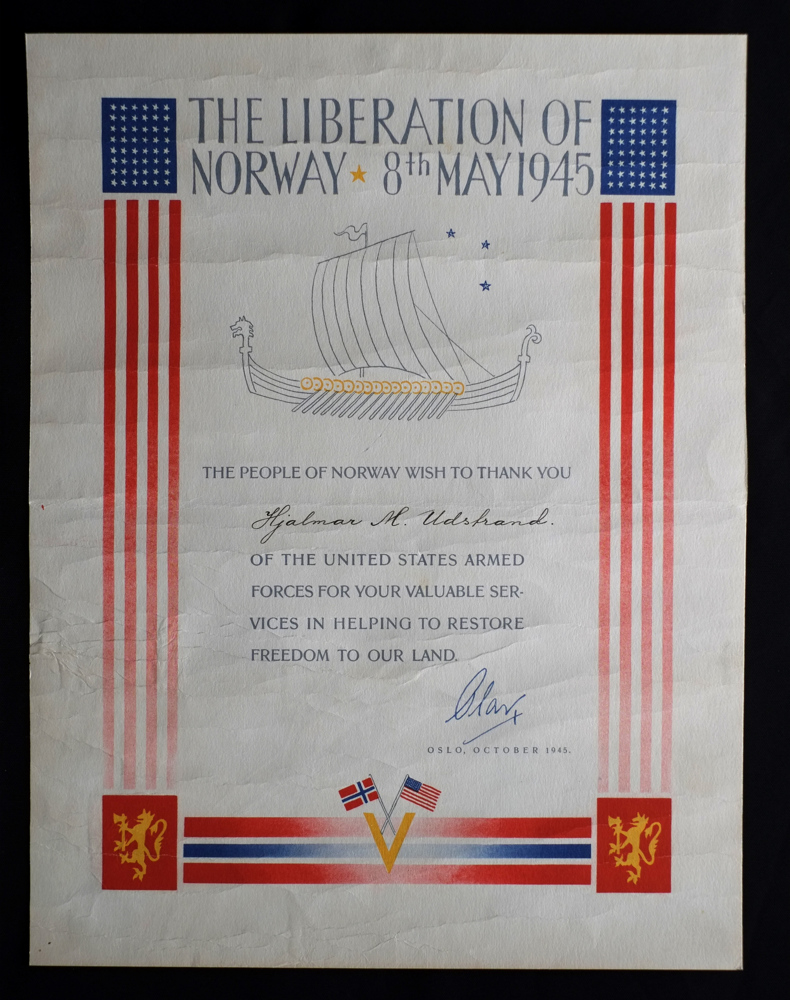 THE LIBERATION OF
NORWAY ★ 8th MAY 1945
THE PEOPLE OF NORWAY WISH TO THANK YOU
Hjalmar M. Udstrand.
OF THE UNITED STATES ARMED
FORCES FOR YOUR VALUABLE SER-
VICES IN HELPING TO RESTORE
FREEDOM TO OUR LAND.
Olav
OSLO, OCTOBER 1945.
V